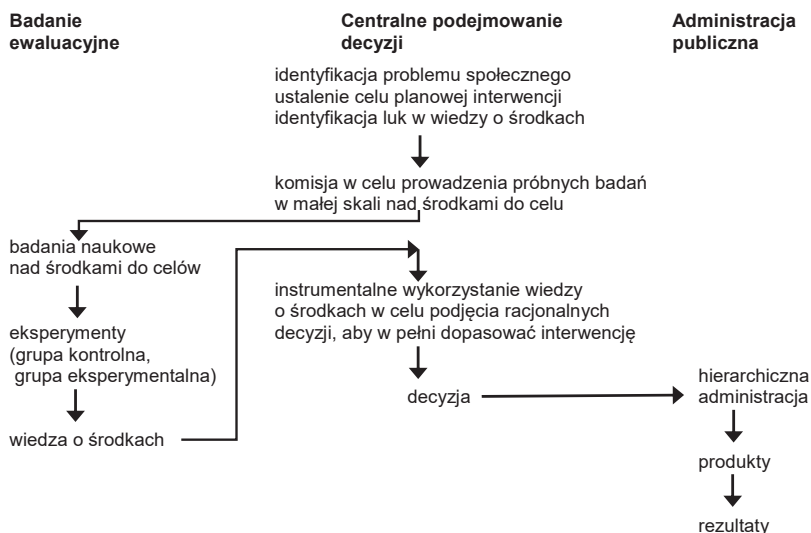 Badanie
ewaluacyjne
Centralne podejmowanie
decyzji
Administracja
publiczna
identyfikacja problemu społecznego
ustalenie celu planowej interwencji
identyfikacja luk w wiedzy o środkach
komisja w celu prowadzenia próbnych badań
w małej skali nad środkami do celu
badania naukowe
nad środkami do celów
eksperymenty
(grupa kontrolna,
grupa eksperymentalna)
wiedza o środkach
instrumentalne wykorzystanie wiedzy
o środkach w celu podjęcia racjonalnych
decyzji, aby w pełni dopasować interwencję
decyzja
hierarchiczna
administracja
produkty
rezultaty